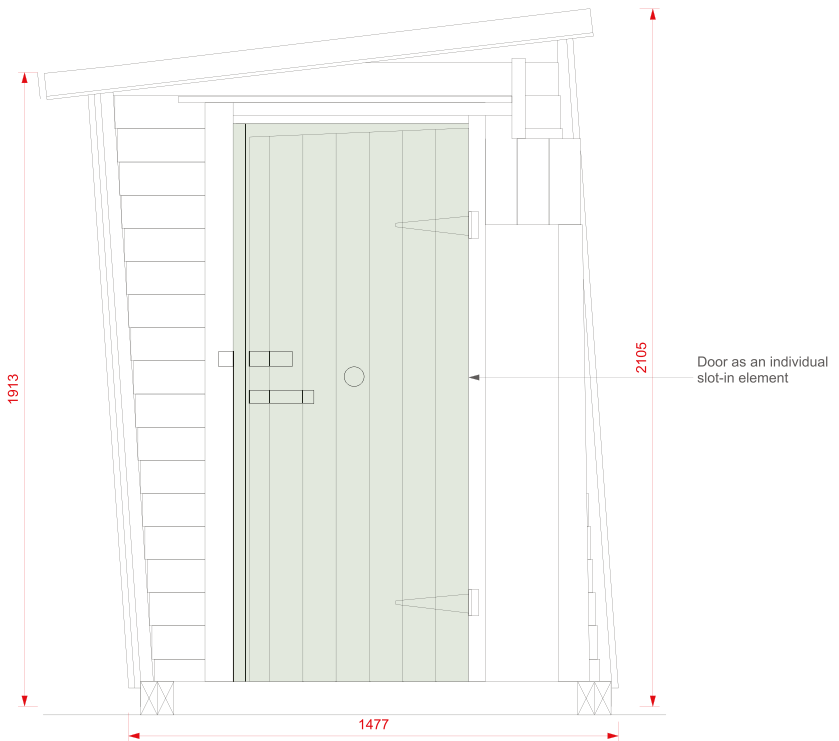 1913
2105
Door as an individual
slot-in element
1477